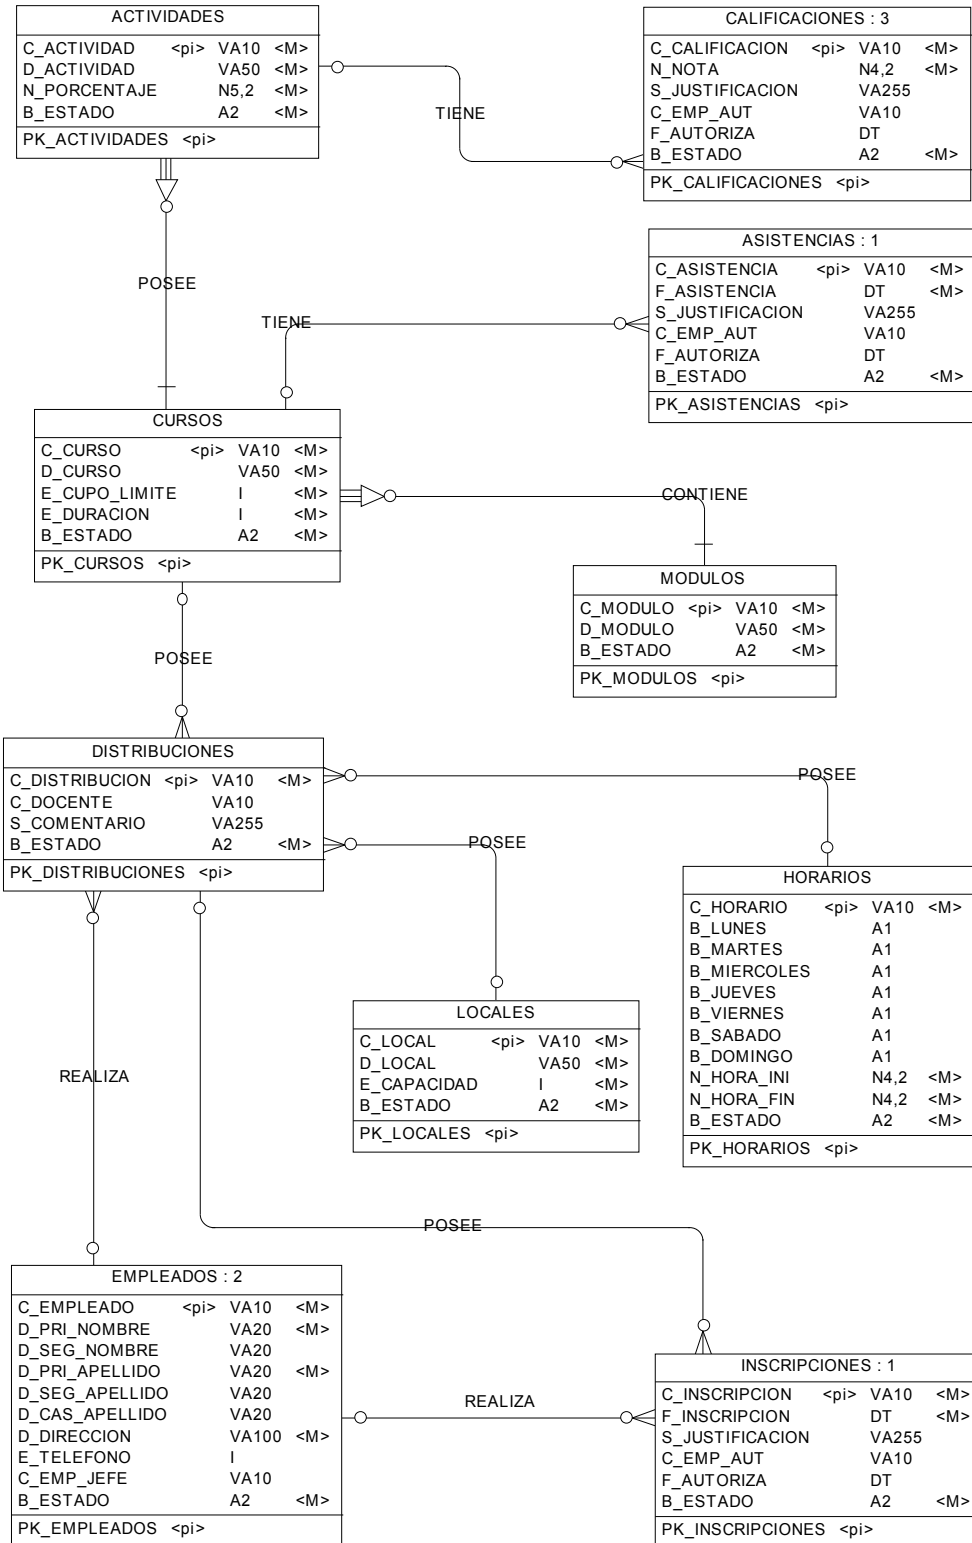 ACTIVIDADES
C_ACTIVIDAD <pi> VA10 <M>
D_ACTIVIDAD VA50 <M>
N_PORCENTAJE N5,2 <M>
B_ESTADO A2 <M>
PK_ACTIVIDADES <pi>
CALIFICACIONES : 3
C_CALIFICACION <pi> VA10 <M>
N_NOTA N4,2 <M>
S_JUSTIFICACION VA255
C_EMP_AUT VA10
F_AUTORIZA DT
B_ESTADO A2 <M>
PK_CALIFICACIONES <pi>
TIENE
ASISTENCIAS : 1
C_ASISTENCIA <pi> VA10 <M>
F_ASISTENCIA DT <M>
S_JUSTIFICACION VA255
C_EMP_AUT VA10
F_AUTORIZA DT
B_ESTADO A2 <M>
PK_ASISTENCIAS <pi>
POSEE
TIENE
CURSOS
C_CURSO <pi> VA10 <M>
D_CURSO VA50 <M>
E_CUPO_LIMITE I <M>
E_DURACION I <M>
B_ESTADO A2 <M>
PK_CURSOS <pi>
CONTIENE
MODULOS
C_MODULO <pi> VA10 <M>
D_MODULO VA50 <M>
B_ESTADO A2 <M>
PK_MODULOS <pi>
POSEE
DISTRIBUCIONES
C_DISTRIBUCION <pi> VA10 <M>
C_DOCENTE VA10
S_COMENTARIO VA255
B_ESTADO A2 <M>
PK_DISTRIBUCIONES <pi>
POSEE
POSEE
HORARIOS
C_HORARIO <pi> VA10 <M>
B_LUNES A1
B_MARTES A1
B_MIERCOLES A1
B_JUEVES A1
B_VIERNES A1
B_SABADO A1
B_DOMINGO A1
N_HORA_INI N4,2 <M>
N_HORA_FIN N4,2 <M>
B_ESTADO A2 <M>
PK_HORARIOS <pi>
LOCALES
C_LOCAL <pi> VA10 <M>
D_LOCAL VA50 <M>
E_CAPACIDAD I <M>
B_ESTADO A2 <M>
PK_LOCALES <pi>
REALIZA
POSEE
EMPLEADOS : 2
C_EMPLEADO <pi> VA10 <M>
D_PRI_NOMBRE VA20 <M>
D_SEG_NOMBRE VA20
D_PRI_APELLIDO VA20 <M>
D_SEG_APELLIDO VA20
D_CAS_APELLIDO VA20
D_DIRECCION VA100 <M>
E_TELEFONO I
C_EMP_JEFE VA10
B_ESTADO A2 <M>
PK_EMPLEADOS <pi>
REALIZA
INSCRIPCIONES : 1
C_INSCRIPCION <pi> VA10 <M>
F_INSCRIPCION DT <M>
S_JUSTIFICACION VA255
C_EMP_AUT VA10
F_AUTORIZA DT
B_ESTADO A2 <M>
PK_INSCRIPCIONES <pi>